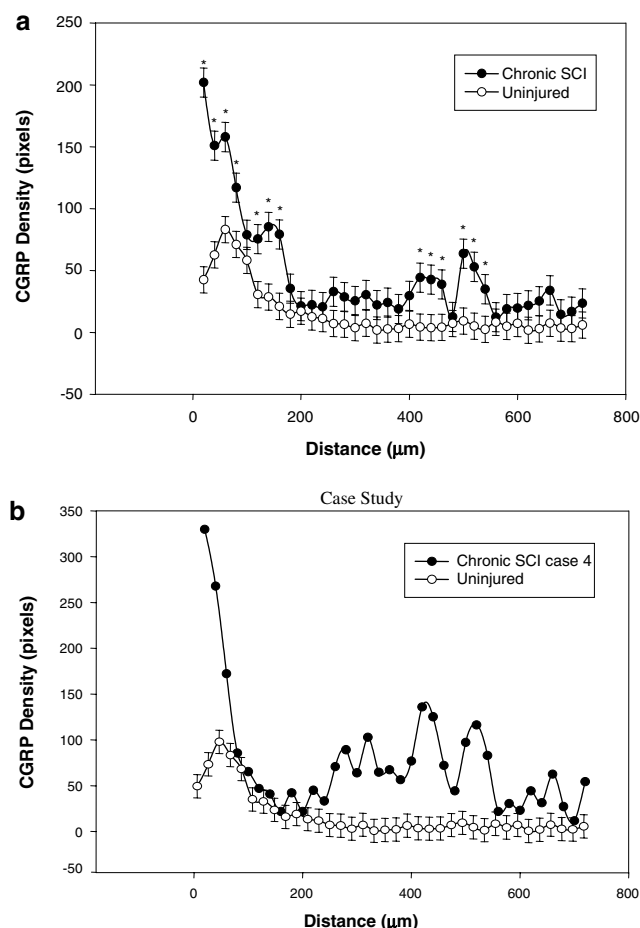 a
250
200
150
100
50
0
-50
CGRP Density (pixels)
Chronic SCI
Uninjured
* * * * * * * * * * * * *
0 200 400 600 800
Distance (µm)
Case Study
b
350
300
250
200
150
100
50
0
-50
CGRP Density (pixels)
Chronic SCI case 4
Uninjured
0 200 400 600 800
Distance (µm)